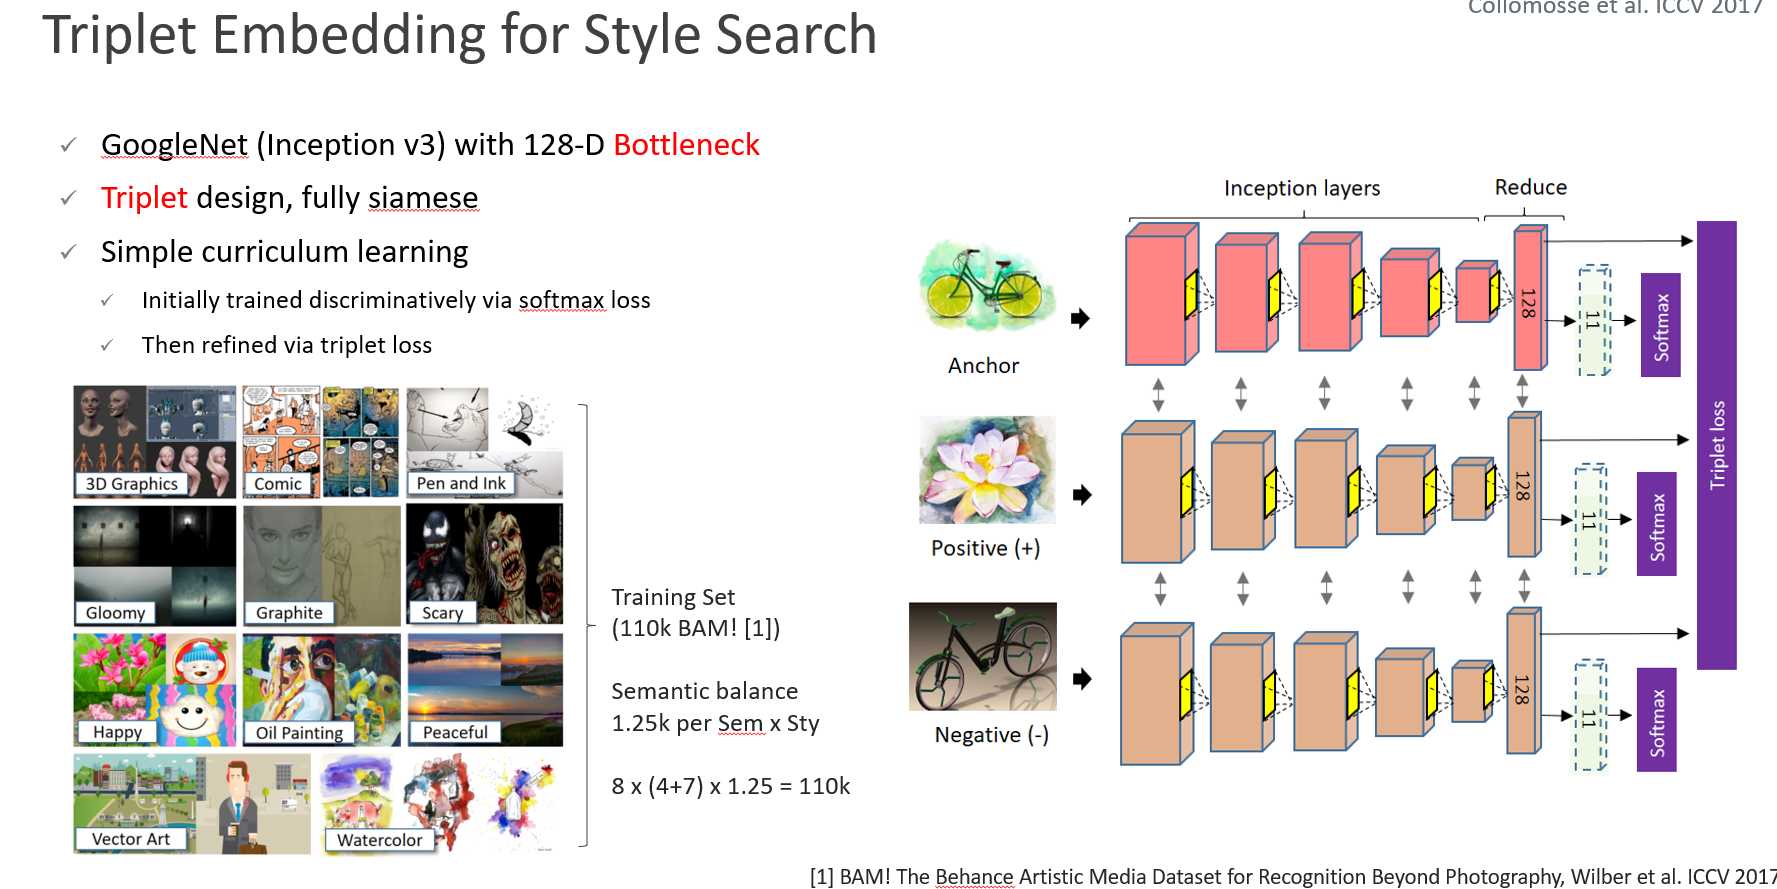 Collomosse et al. ICCV 2017
Triplet Embedding for Style Search
GoogleNet (Inception v3) with 128-D Bottleneck
Triplet design, fully siamese
Simple curriculum learning
Initially trained discriminatively via softmax loss
Then refined via triplet loss
3D Graphics
Comic
Pen and Ink
Gloomy
Graphite
Scary
Happy
Oil Painting
Peaceful
Vector Art
Watercolor
Training Set
(110k BAM! [1])
Semantic balance
1.25k per Sem x Sty
8 x (4+7) x 1.25 = 110k
Inception layers
Reduce
Anchor
128
11
Softmax
Positive (+)
128
11
Softmax
Negative (-)
128
11
Softmax
Triplet loss
[1] BAM! The Behance Artistic Media Dataset for Recognition Beyond Photography, Wilber et al. ICCV 2017